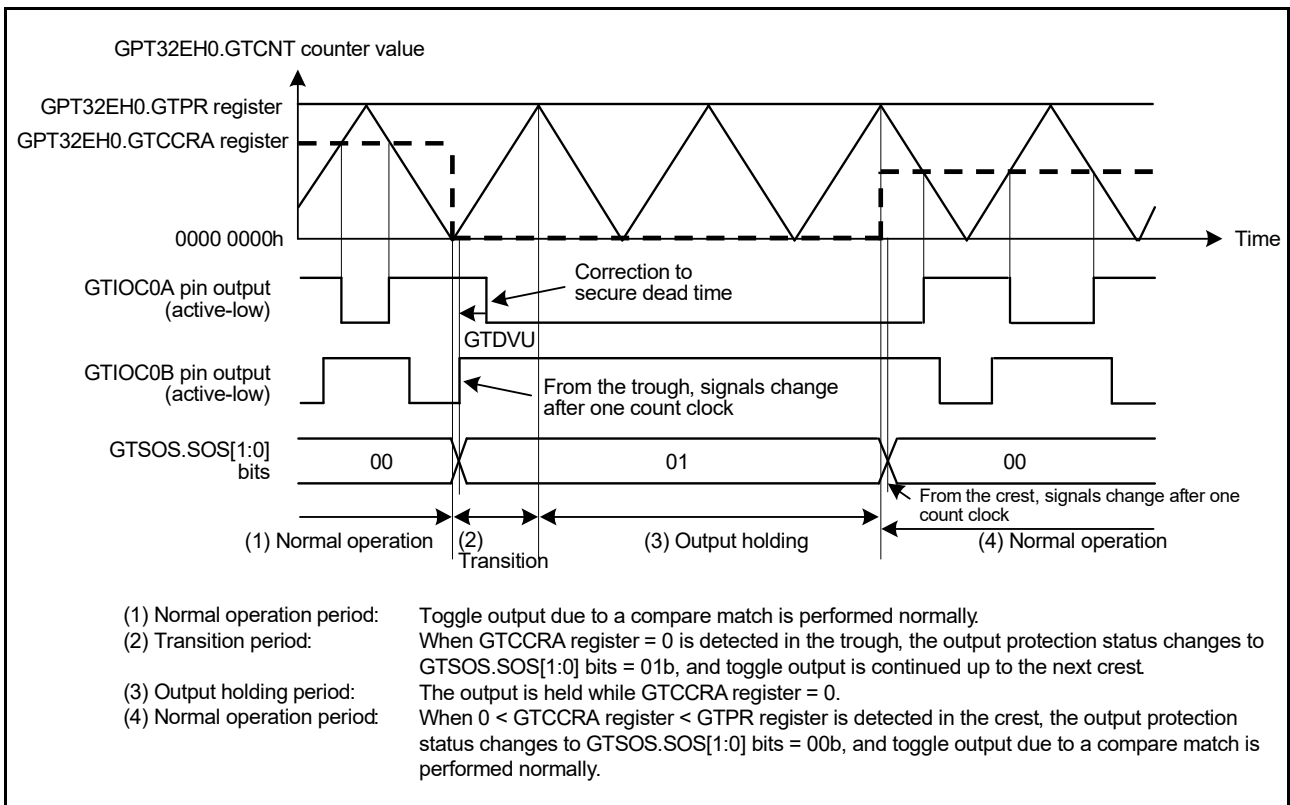 GPT32EH0.GTCNT counter value
GPT32EH0.GTPR register
GPT32EH0.GTCCRA register
0000 0000h
Time
GTIOC0A pin output
(active-low)
Correction to
secure dead time
GTDVU
GTIOC0B pin output
(active-low)
From the trough, signals change
after one count clock
GTSOS.SOS[1:0]
bits
00
01
00
From the crest, signals change after one
count clock
(1) Normal operation
(2)
Transition
(3) Output holding
(4) Normal operation
(1) Normal operation period: Toggle output due to a compare match is performed normally.
(2) Transition period: When GTCCRA register = 0 is detected in the trough, the output protection status changes to
GTSOS.SOS[1:0] bits = 01b, and toggle output is continued up to the next crest.
(3) Output holding period: The output is held while GTCCRA register = 0.
(4) Normal operation period: When 0 < GTCCRA register < GTPR register is detected in the crest, the output protection
status changes to GTSOS.SOS[1:0] bits = 00b, and toggle output due to a compare match is
performed normally.